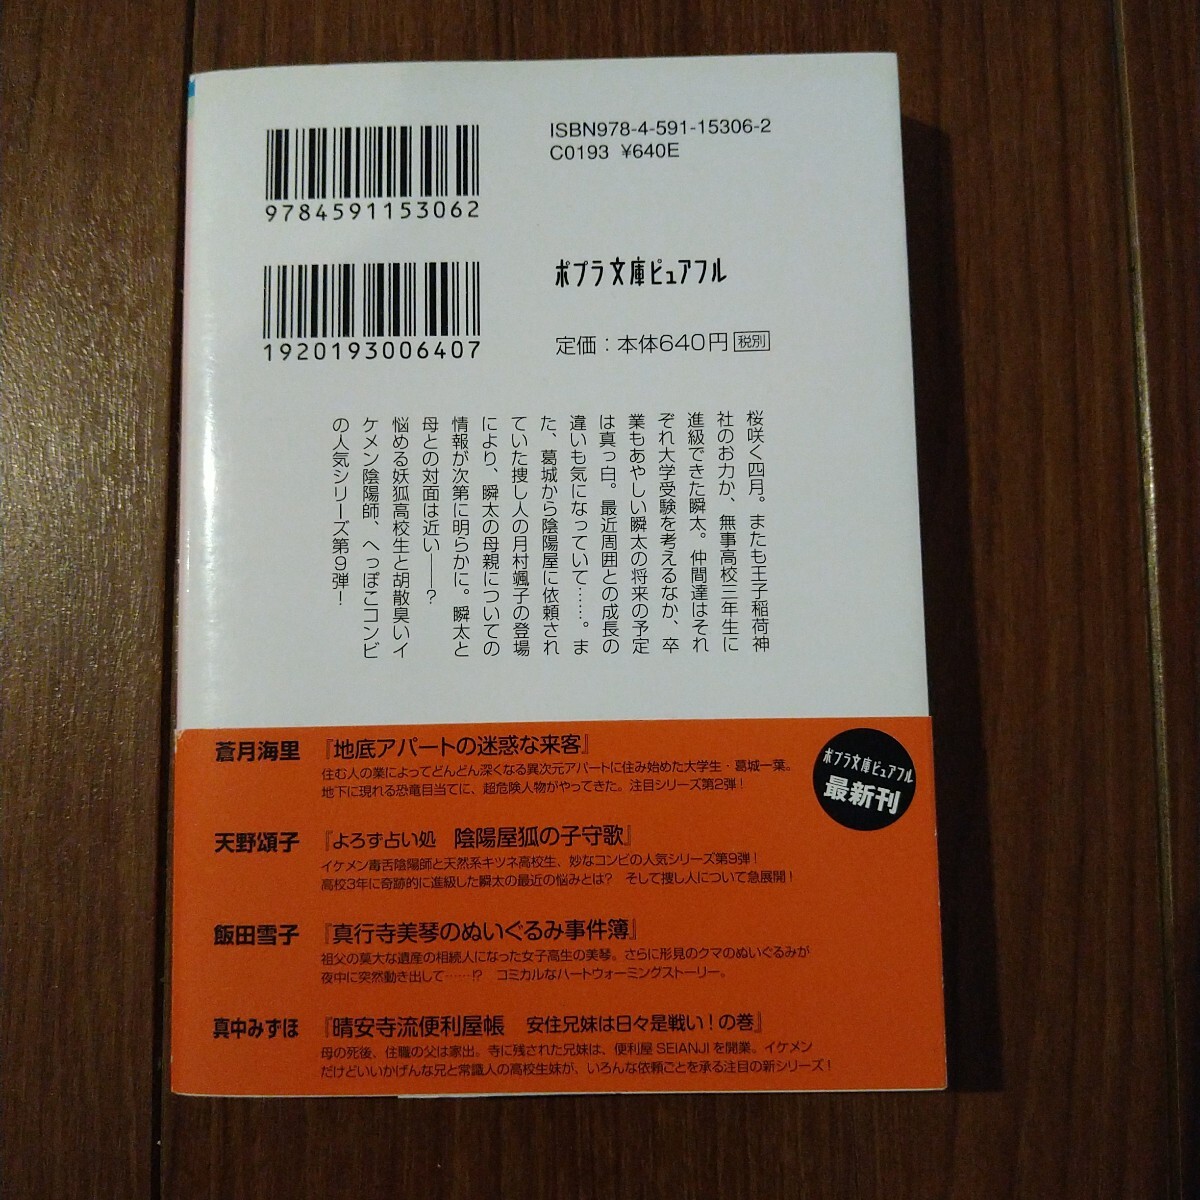 ISBN978-4-591-15306-2
C0193 ¥640E
9784591153062
1920193006407
ポプラ文庫ピュアフル
定価：本体640円 税別
桜咲く四月。またも王子稲荷神
社のお力か、無事高校三年生に
進級できた瞬太。仲間達はそれ
ぞれ大学受験を考えるなか、卒
業もあやしい瞬太の将来の予定
は真っ白。最近周囲との成長の
違いも気になっていて……。ま
た、葛城から陰陽屋に依頼され
ていた捜し人の月村颯子の登場
により、瞬太の母親についての
情報が次第に明らかに。瞬太と
母との対面は近い――？
悩める妖狐高校生と胡散臭いイ
ケメン陰陽師、へっぽこコンビ
の人気シリーズ第９弾！
ポプラ文庫ピュアフル
最新刊
蒼月海里 『地底アパートの迷惑な来客』
住む人の業によってどんどん深くなる異次元アパートに住み始めた大学生・葛城一葉。
地下に現れる恐竜目当てに、超危険人物がやってきた。注目シリーズ第2弾！
天野頌子 『よろず占い処　陰陽屋狐の子守歌』
イケメン毒舌陰陽師と天然系キツネ高校生、妙なコンビの人気シリーズ第9弾！
高校3年に奇跡的に進級した瞬太の最近の悩みとは？　そして捜し人について急展開！
飯田雪子 『真行寺美琴のぬいぐるみ事件簿』
祖父の莫大な遺産の相続人になった女子高生の美琴。さらに形見のクマのぬいぐるみが
夜中に突然動き出して……!?　コミカルなハートウォーミングストーリー。
真中みずほ 『晴安寺流便利屋帳　安住兄妹は日々是戦い！の巻』
母の死後、住職の父は家出。寺に残された兄妹は、便利屋 SEIANJI を開業。イケメン
だけどいいかげんな兄と常識人の高校生妹が、いろんな依頼ごとを承る注目の新シリーズ！